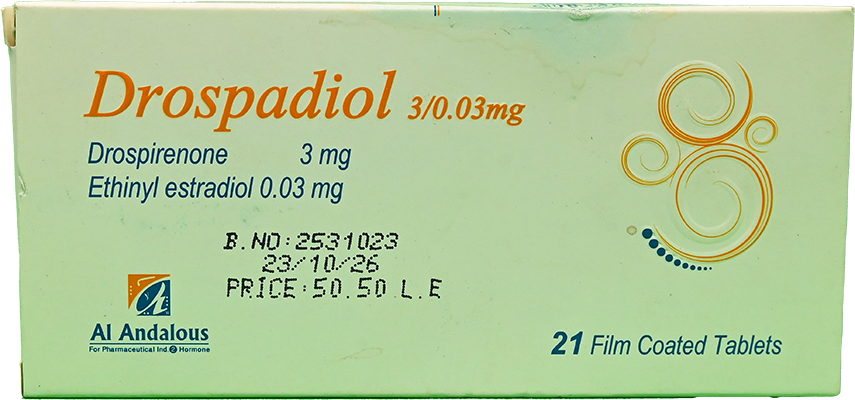 Drospadiol 3/0.03mg
Drospirenone 3 mg
Ethinyl estradiol 0.03 mg
B.NO:2531023
23/10/26
PRICE:50.50 L.E
Al Andalous
For Pharmaceutical Ind. & Hormone
21 Film Coated Tablets